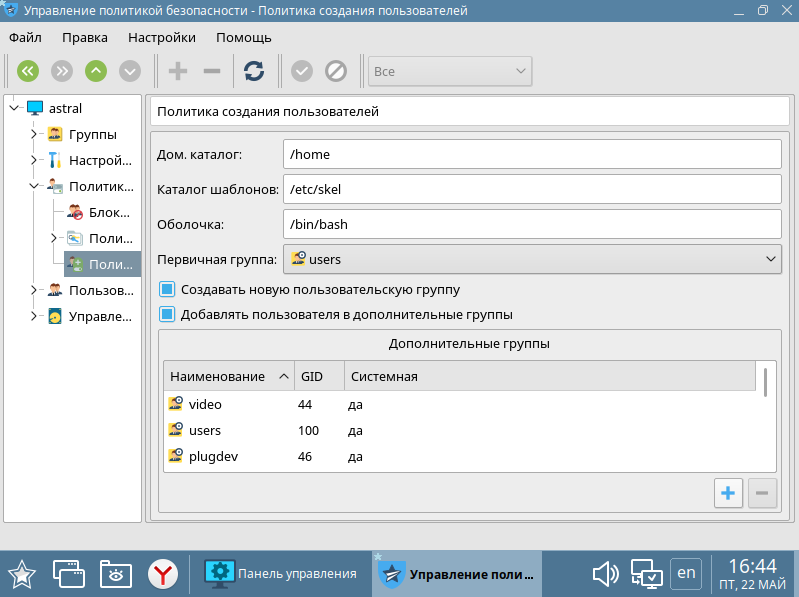 Управление политикой безопасности - Политика создания пользователей
Файл Правка Настройки Помощь
Все
astral
Группы
Настрой...
Политик...
Блок...
Поли...
Поли...
Пользов...
Управле...
Политика создания пользователей
Дом. каталог: /home
Каталог шаблонов: /etc/skel
Оболочка: /bin/bash
Первичная группа: users
Создавать новую пользовательскую группу
Добавлять пользователя в дополнительные группы
Дополнительные группы
Наименование GID Системная
video 44 да
users 100 да
plugdev 46 да
Панель управления
Управление поли...
en
16:44
ПТ, 22 МАЙ